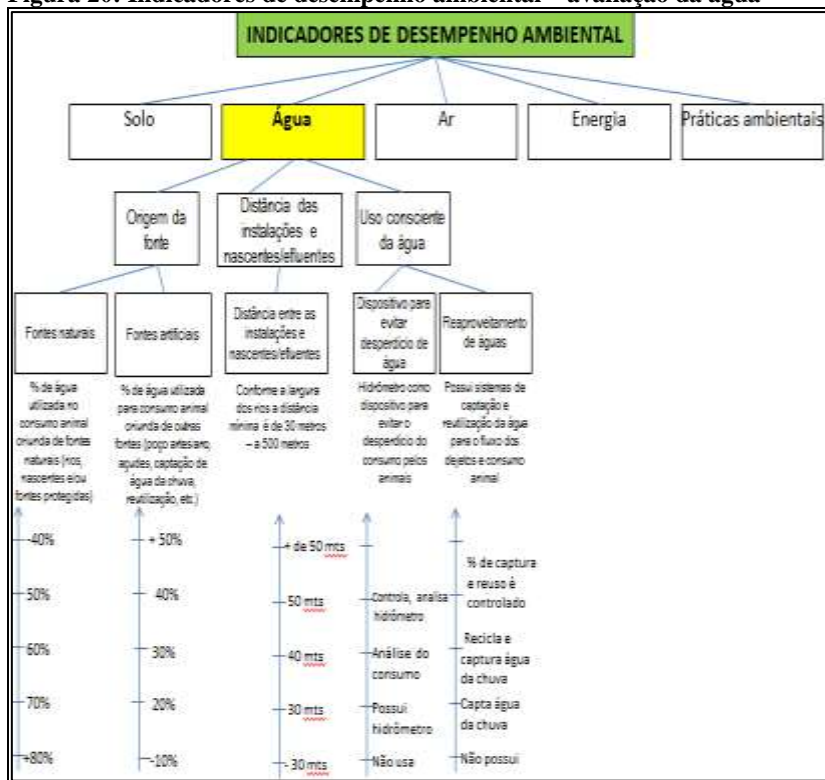 Figura 20: Indicadores de desempenho ambiental – avaliação da água
INDICADORES DE DESEMPENHO AMBIENTAL
Solo
Água
Ar
Energia
Práticas ambientais
Origem da
fonte
Distância das
instalações e
nascentes/efluentes
Uso consciente
da água
Fontes naturais
Fontes artificiais
Distância entre as
instalações e
nascentes/efluentes
Dispositivo para
evitar
desperdício de
água
Reaproveitamento
de águas
% de água
utilizada no
consumo animal
oriunda de fontes
naturais (rios,
nascentes e/ou
fontes protegidas)
% de água utilizada
para consumo animal
oriunda de outras
fontes (poço artesiano,
açudes, captação de
água da chuva,
reutilização, etc.)
Conforme a largura
dos rios a distância
mínima é de 30 metros
– a 500 metros
Hidrômetro como
dispositivo para
evitar o
desperdício do
consumo pelos
animais
Possui sistemas de
captação e
reutilização da água
para o fluxo dos
dejetos e consumo
animal
-40%
50%
60%
70%
+80%
+ 50%
40%
30%
20%
-10%
+ de 50 mts
50 mts
40 mts
30 mts
- 30 mts
Controla, analisa
hidrômetro
Análise do
consumo
Possui
hidrômetro
Não usa
% de captura
e reuso é
controlado
Recicla e
captura água
da chuva
Capta água
da chuva
Não possui